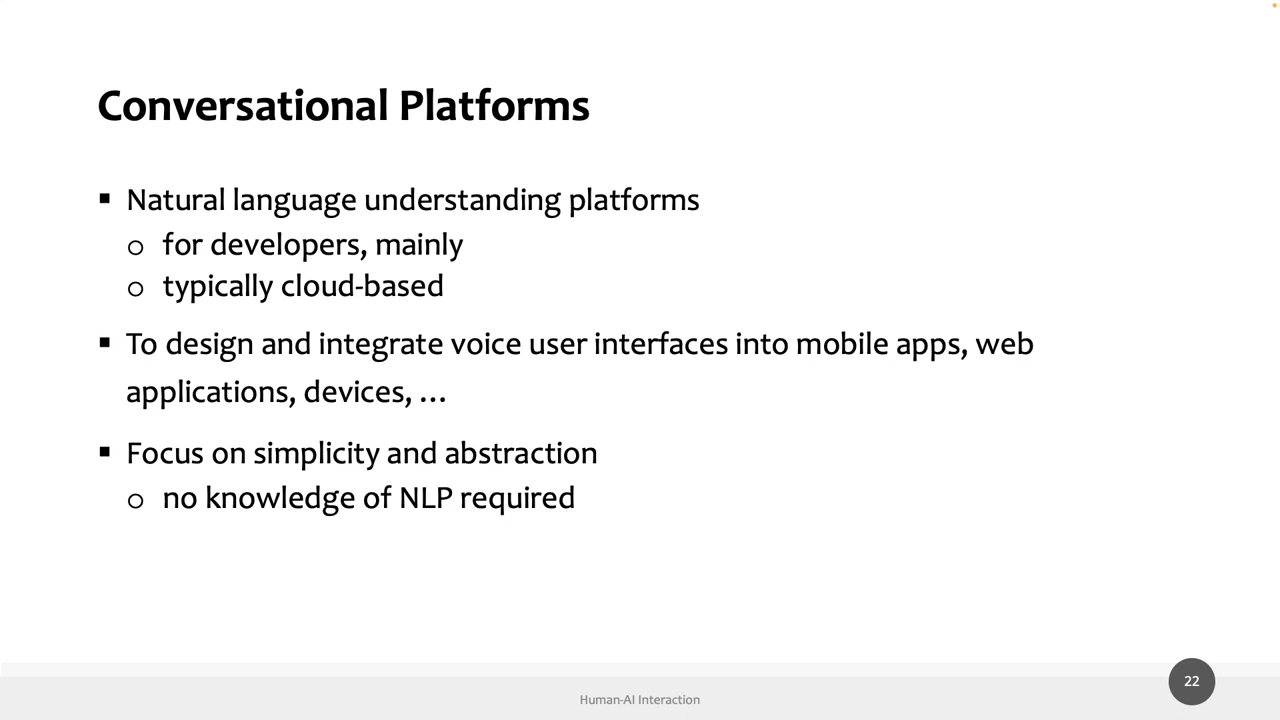 Conversational Platforms
▪ Natural language understanding platforms
o for developers, mainly
o typically cloud-based
▪ To design and integrate voice user interfaces into mobile apps, web
applications, devices, …
▪ Focus on simplicity and abstraction
o no knowledge of NLP required
22
Human-AI Interaction